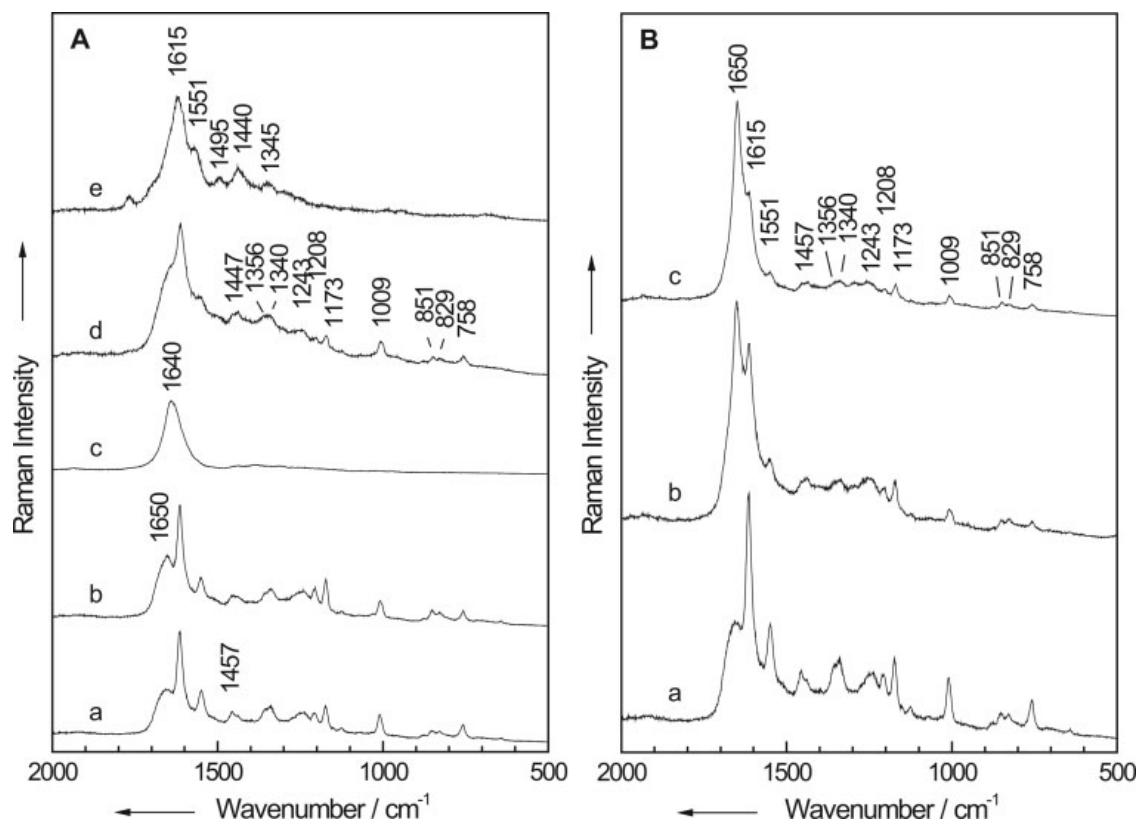 A
1615
1551
1495
1440
1345
e
1447
1356
1340
1243
1208
1173
1009
851
829
758
d
1640
c
1650
b
1457
a
Raman Intensity
2000 1500 1000 500
Wavenumber / cm-1
B
1650
1615
1551
1457
1356
1340
1243
1208
1173
1009
851
829
758
c
b
a
Raman Intensity
2000 1500 1000 500
Wavenumber / cm-1